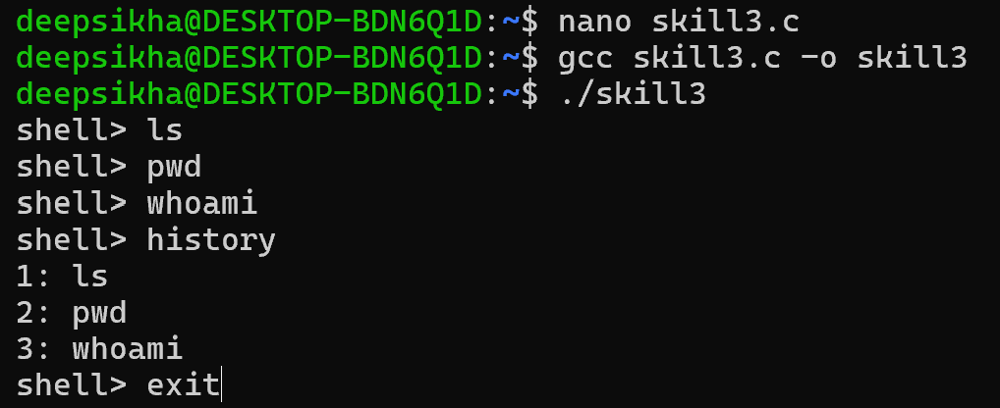 deepsikha@DESKTOP-BDN6Q1D:~$ nano skill3.c
deepsikha@DESKTOP-BDN6Q1D:~$ gcc skill3.c -o skill3
deepsikha@DESKTOP-BDN6Q1D:~$ ./skill3
shell> ls
shell> pwd
shell> whoami
shell> history
1: ls
2: pwd
3: whoami
shell> exit